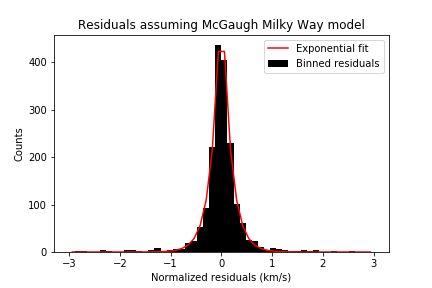 Residuals assuming McGaugh Milky Way model
Exponential fit
Binned residuals
Counts
400
300
200
100
0
−3 −2 −1 0 1 2 3
Normalized residuals (km/s)